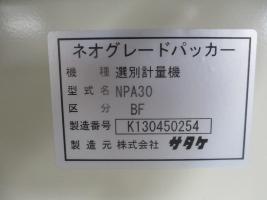 ネオグレードパッカー
機種 選別計量機
型式名 NPA30
区分 BF
製造番号 K130450254
製造元 株式会社 サタケ